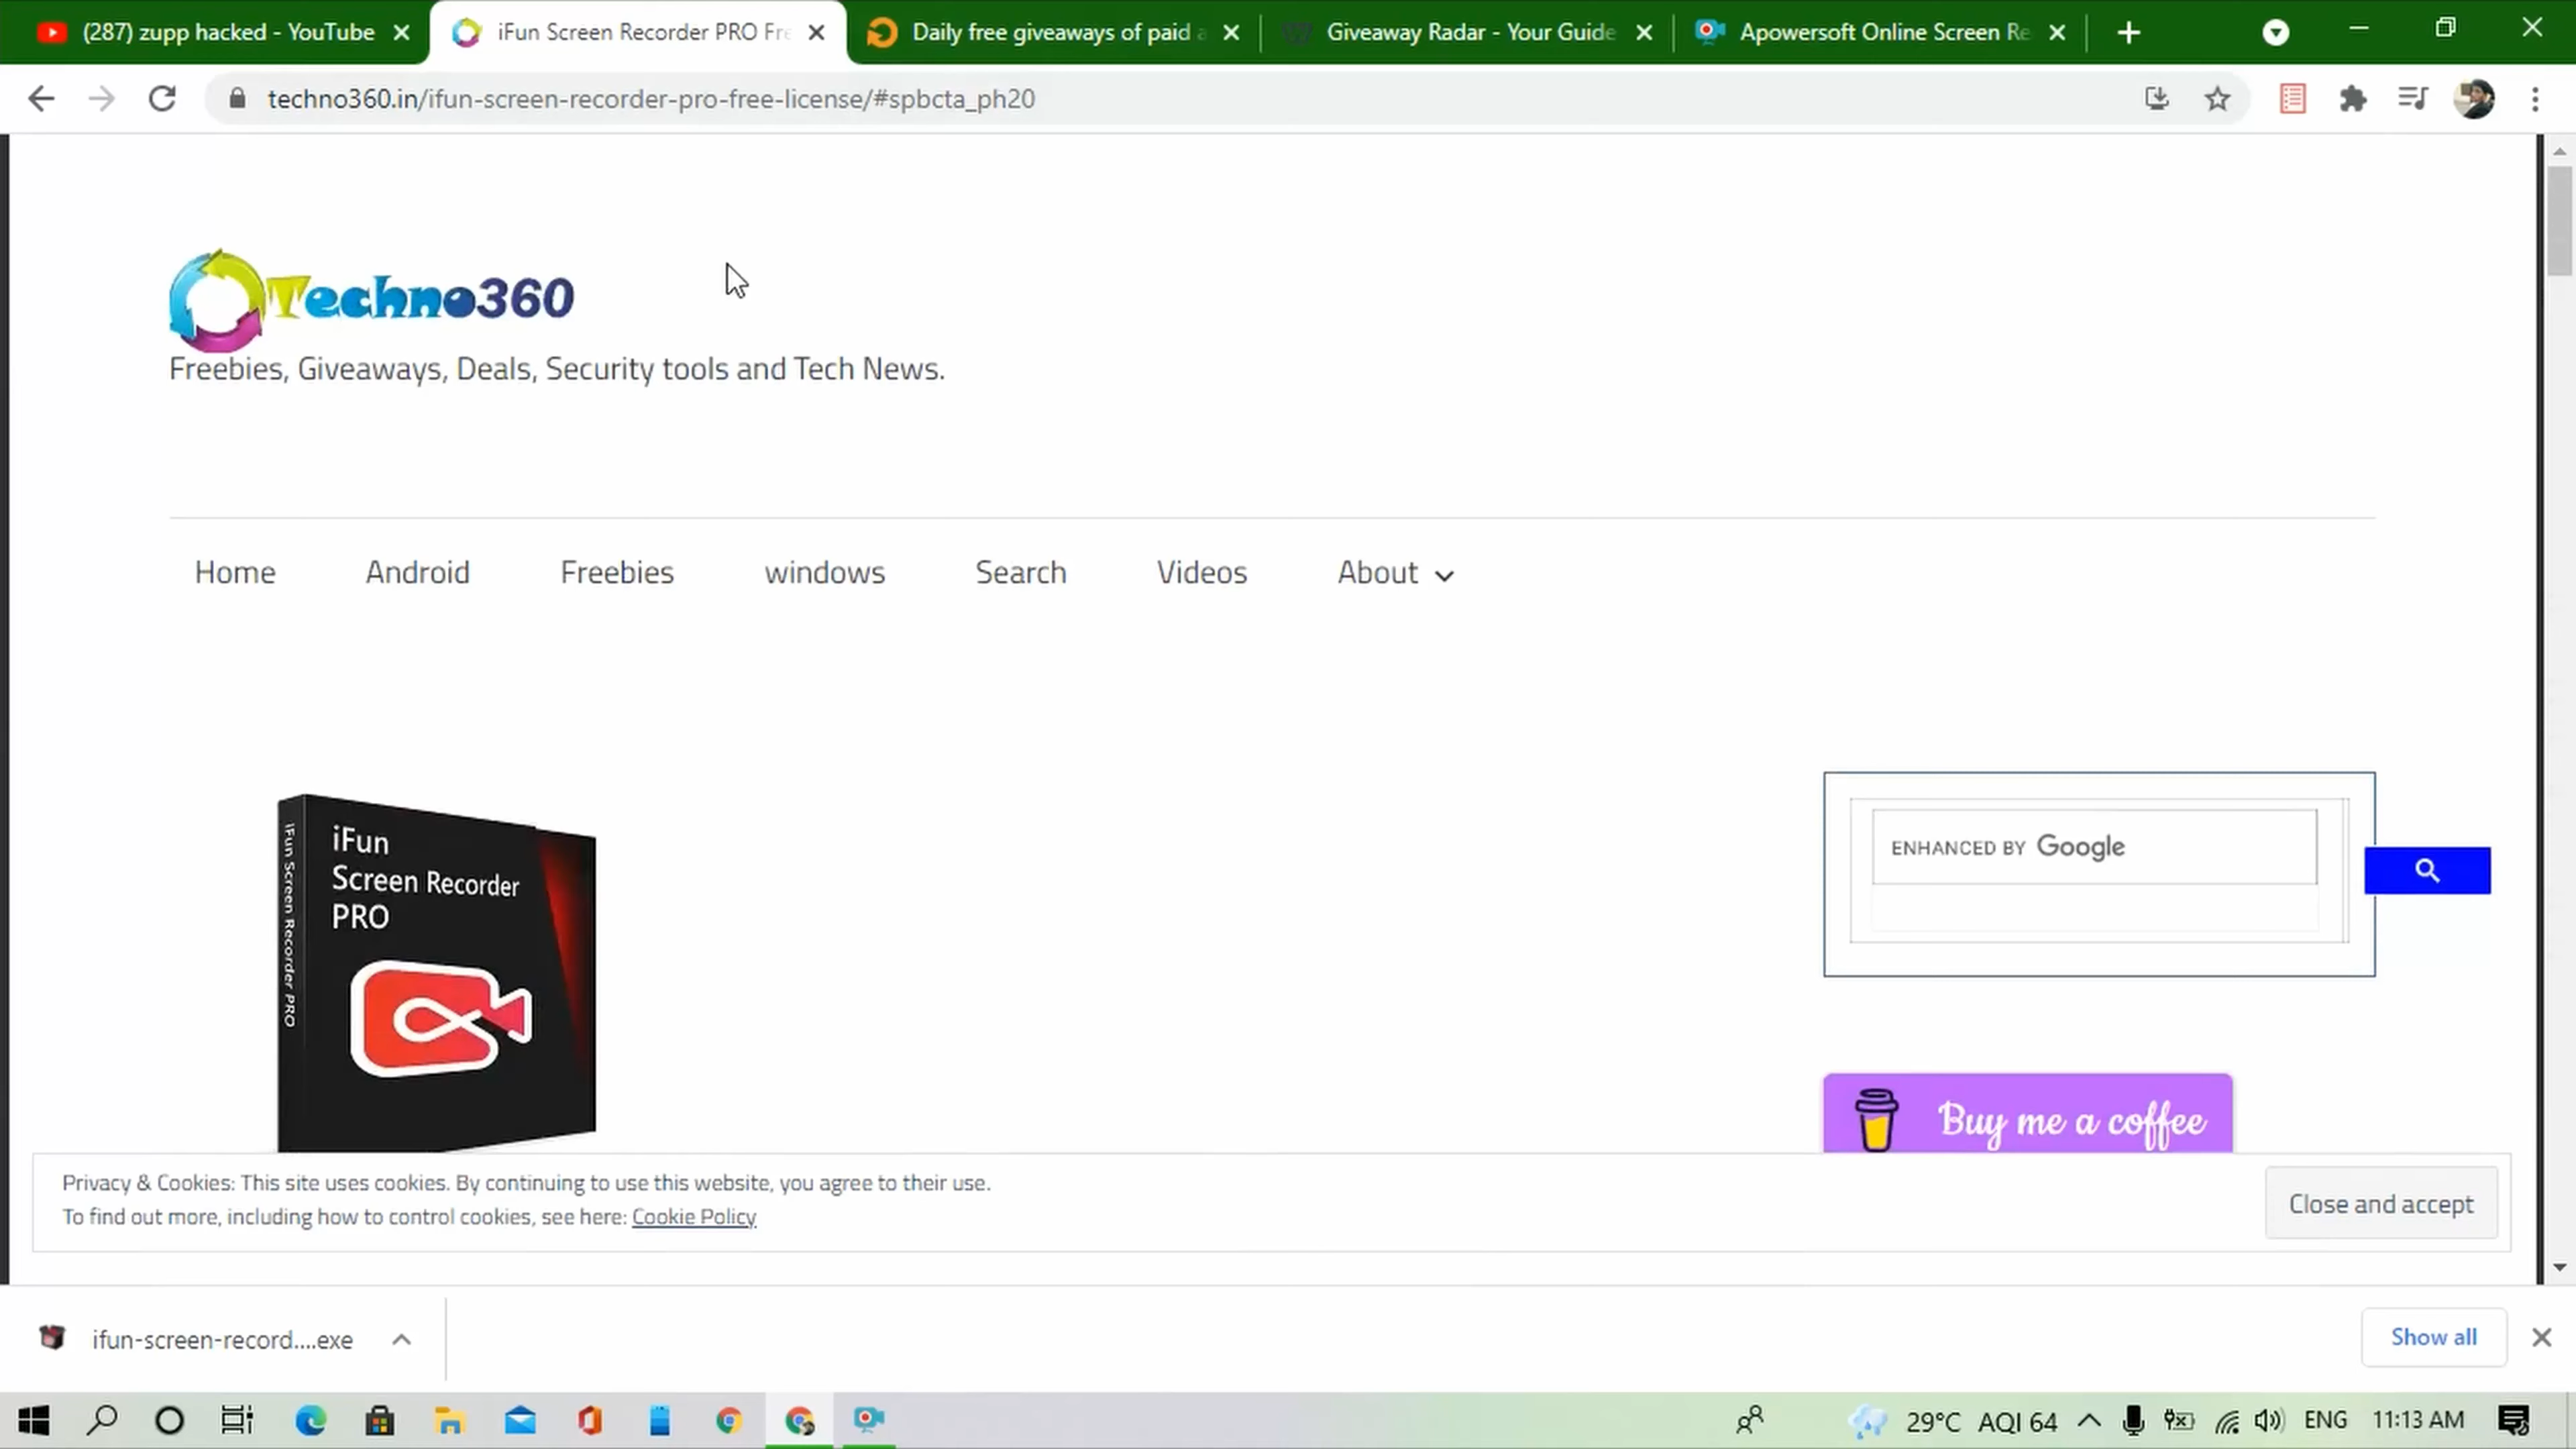 (287) zupp hacked - YouTube
iFun Screen Recorder PRO Fre
Daily free giveaways of paid a
Giveaway Radar - Your Guide
Apowersoft Online Screen Re
techno360.in/ifun-screen-recorder-pro-free-license/#spbcta_ph20
Techno360
Freebies, Giveaways, Deals, Security tools and Tech News.
Home
Android
Freebies
windows
Search
Videos
About
iFun
Screen Recorder
PRO
iFun Screen Recorder PRO
ENHANCED BY Google
Buy me a coffee
Privacy & Cookies: This site uses cookies. By continuing to use this website, you agree to their use.
To find out more, including how to control cookies, see here: Cookie Policy
Close and accept
ifun-screen-record....exe
Show all
29°C AQI 64
ENG
11:13 AM